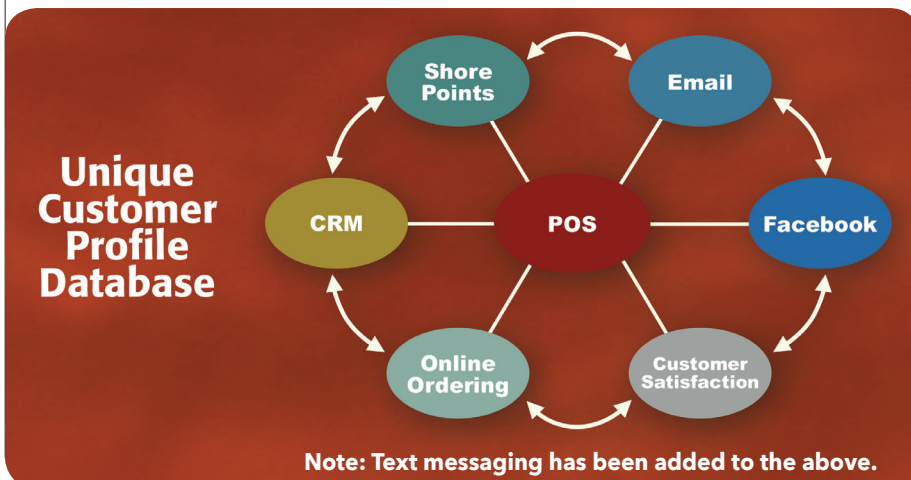 Unique
Customer
Profile
Database
Shore
Points
Email
CRM
POS
Facebook
Online
Ordering
Customer
Satisfaction
Note: Text messaging has been added to the above.